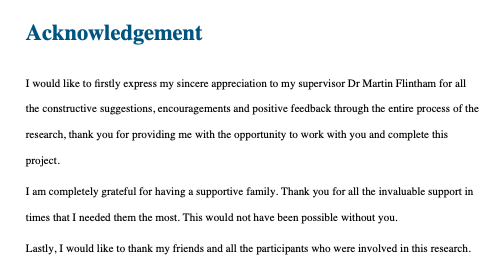 Acknowledgement
I would like to firstly express my sincere appreciation to my supervisor Dr Martin Flintham for all
the constructive suggestions, encouragements and positive feedback through the entire process of the
research, thank you for providing me with the opportunity to work with you and complete this
project.
I am completely grateful for having a supportive family. Thank you for all the invaluable support in
times that I needed them the most. This would not have been possible without you.
Lastly, I would like to thank my friends and all the participants who were involved in this research.